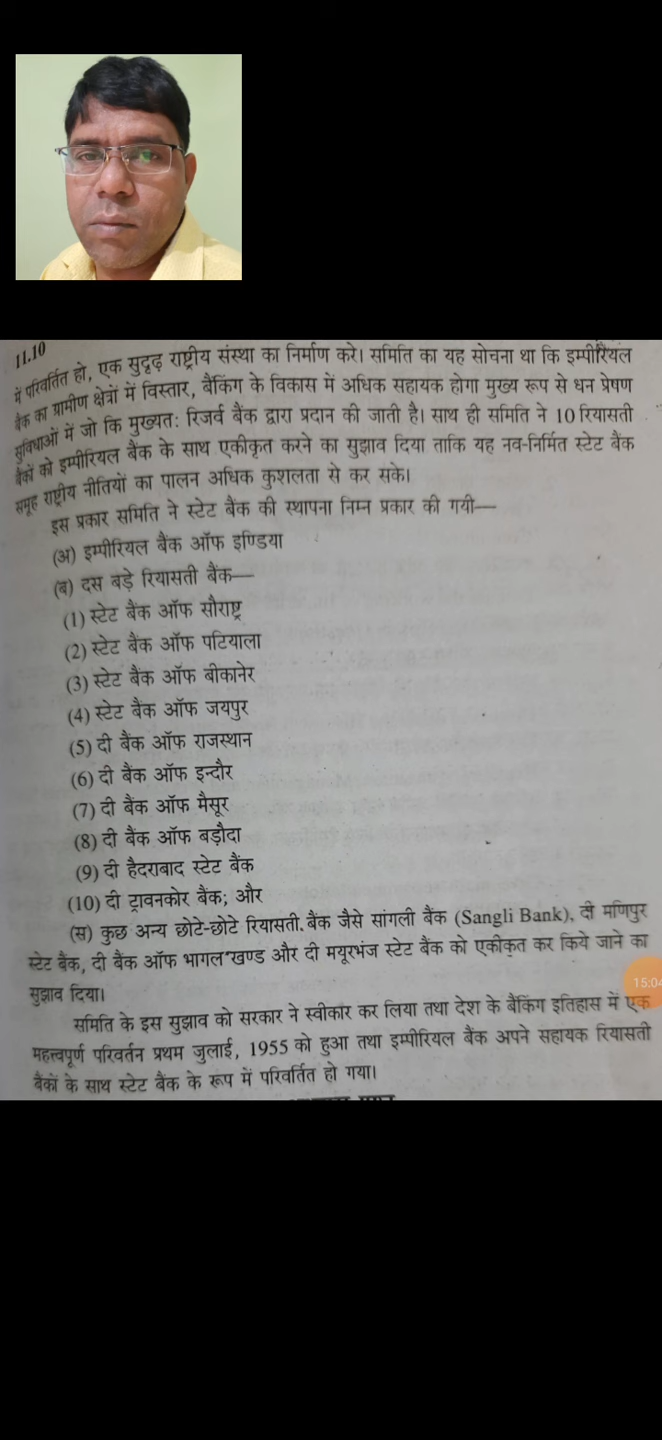 11.10
में परिवर्तित हो, एक सुदृढ़ राष्ट्रीय संस्था का निर्माण करे। समिति का यह सोचना था कि इम्पीरियल
बैंक का ग्रामीण क्षेत्रों में विस्तार, बैंकिंग के विकास में अधिक सहायक होगा मुख्य रूप से धन प्रेषण
सुविधाओं में जो कि मुख्यतः रिजर्व बैंक द्वारा प्रदान की जाती है। साथ ही समिति ने 10 रियासती
बैंकों को इम्पीरियल बैंक के साथ एकीकृत करने का सुझाव दिया ताकि यह नव-निर्मित स्टेट बैंक
समूह राष्ट्रीय नीतियों का पालन अधिक कुशलता से कर सके।
इस प्रकार समिति ने स्टेट बैंक की स्थापना निम्न प्रकार की गयी—
(अ) इम्पीरियल बैंक ऑफ इण्डिया
(ब) दस बड़े रियासती बैंक—
(1) स्टेट बैंक ऑफ सौराष्ट्र
(2) स्टेट बैंक ऑफ पटियाला
(3) स्टेट बैंक ऑफ बीकानेर
(4) स्टेट बैंक ऑफ जयपुर
(5) दी बैंक ऑफ राजस्थान
(6) दी बैंक ऑफ इन्दौर
(7) दी बैंक ऑफ मैसूर
(8) दी बैंक ऑफ बड़ौदा
(9) दी हैदराबाद स्टेट बैंक
(10) दी ट्रावनकोर बैंक; और
(स) कुछ अन्य छोटे-छोटे रियासती बैंक जैसे सांगली बैंक (Sangli Bank), दी मणिपुर
स्टेट बैंक, दी बैंक ऑफ भागल खण्ड और दी मयूरभंज स्टेट बैंक को एकीकृत कर किये जाने का
सुझाव दिया।
15:04
समिति के इस सुझाव को सरकार ने स्वीकार कर लिया तथा देश के बैंकिंग इतिहास में एक
महत्त्वपूर्ण परिवर्तन प्रथम जुलाई, 1955 को हुआ तथा इम्पीरियल बैंक अपने सहायक रियासती
बैंकों के साथ स्टेट बैंक के रूप में परिवर्तित हो गया।